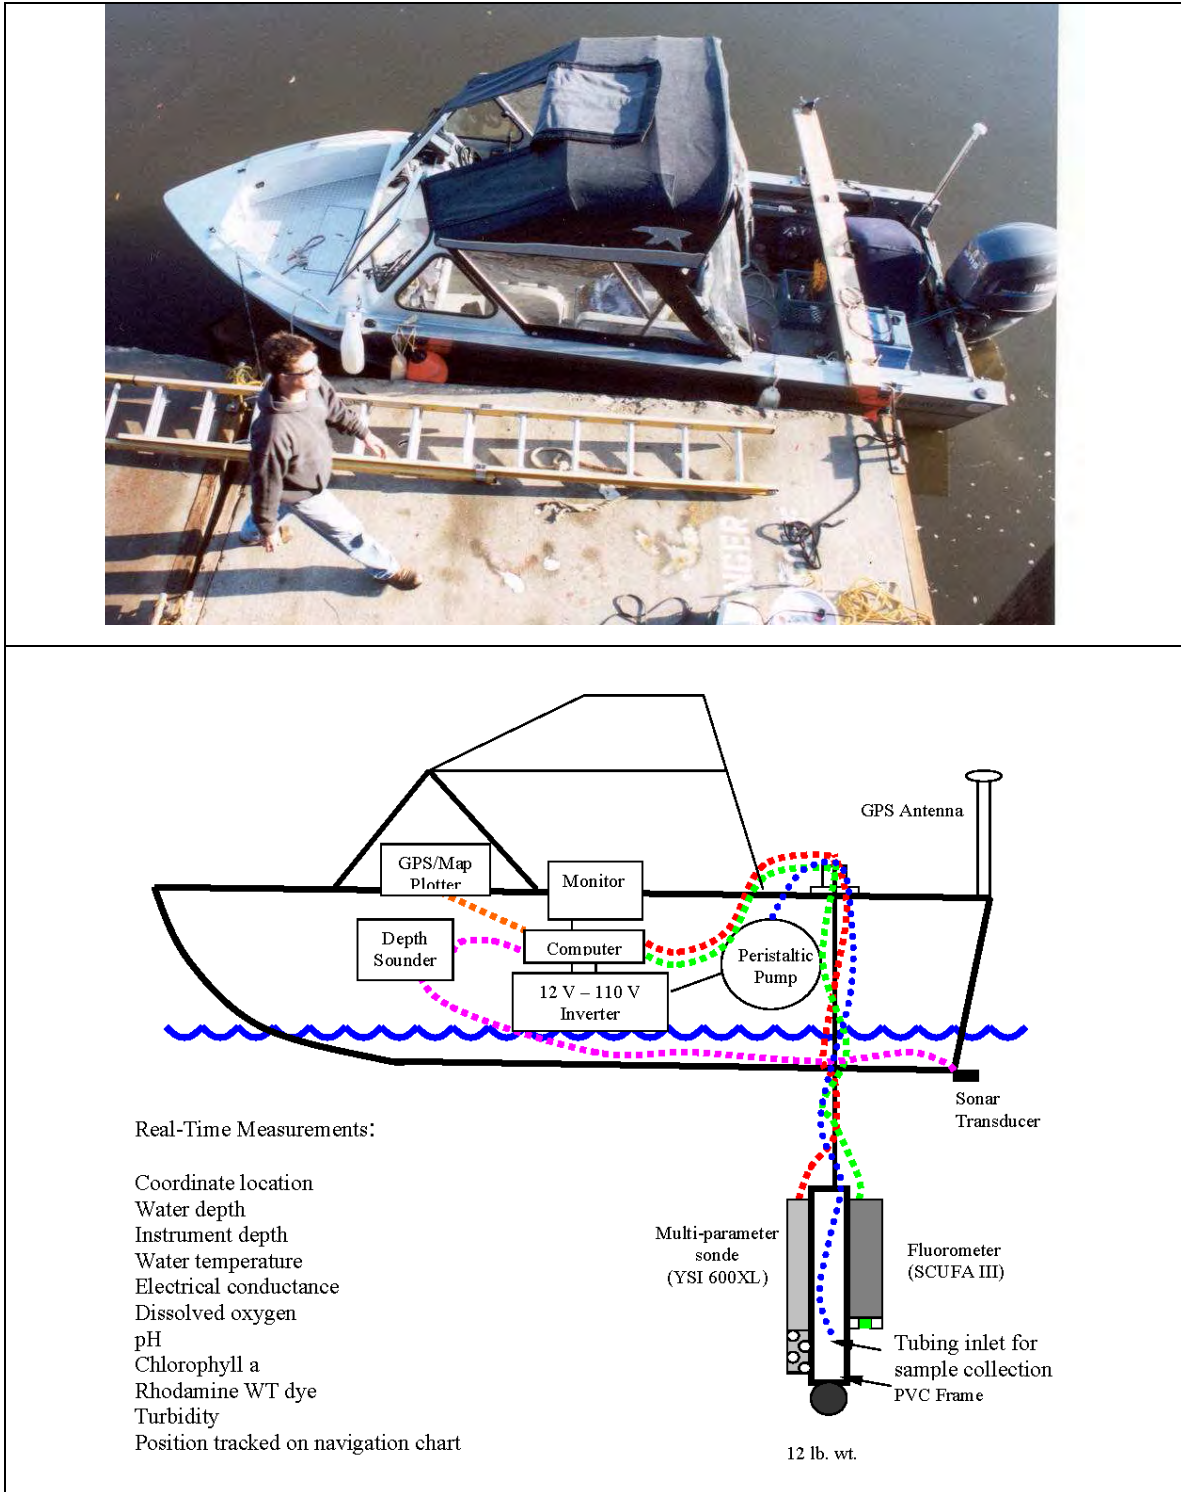 GPS Antenna
GPS/Map
Plotter
Monitor
Depth
Sounder
Computer
Peristaltic
Pump
12 V – 110 V
Inverter
Sonar
Transducer
Real-Time Measurements:
Coordinate location
Water depth
Instrument depth
Water temperature
Electrical conductance
Dissolved oxygen
pH
Chlorophyll a
Rhodamine WT dye
Turbidity
Position tracked on navigation chart
Multi-parameter
sonde
(YSI 600XL)
Fluorometer
(SCUFA III)
Tubing inlet for
sample collection
PVC Frame
12 lb. wt.